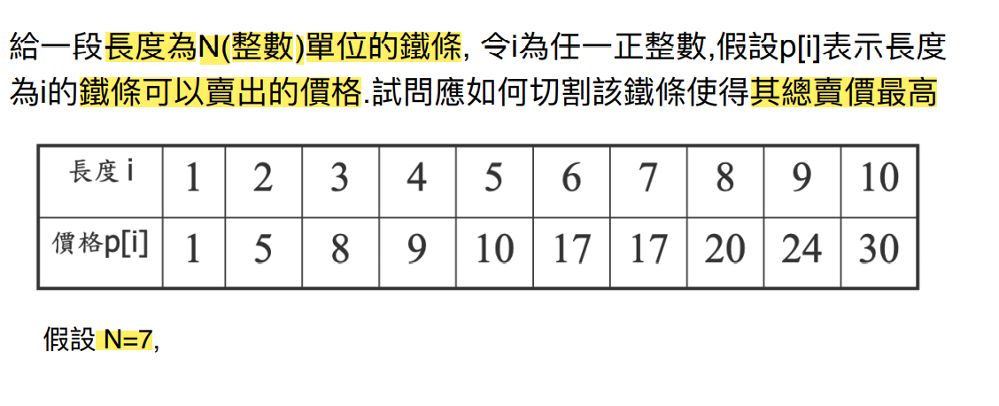 給一段長度為N(整數)單位的鐵條, 令i為任一正整數,假設p[i]表示長度
為i的鐵條可以賣出的價格.試問應如何切割該鐵條使得其總賣價最高
長度 i 1 2 3 4 5 6 7 8 9 10
價格p[i] 1 5 8 9 10 17 17 20 24 30
假設 N=7,